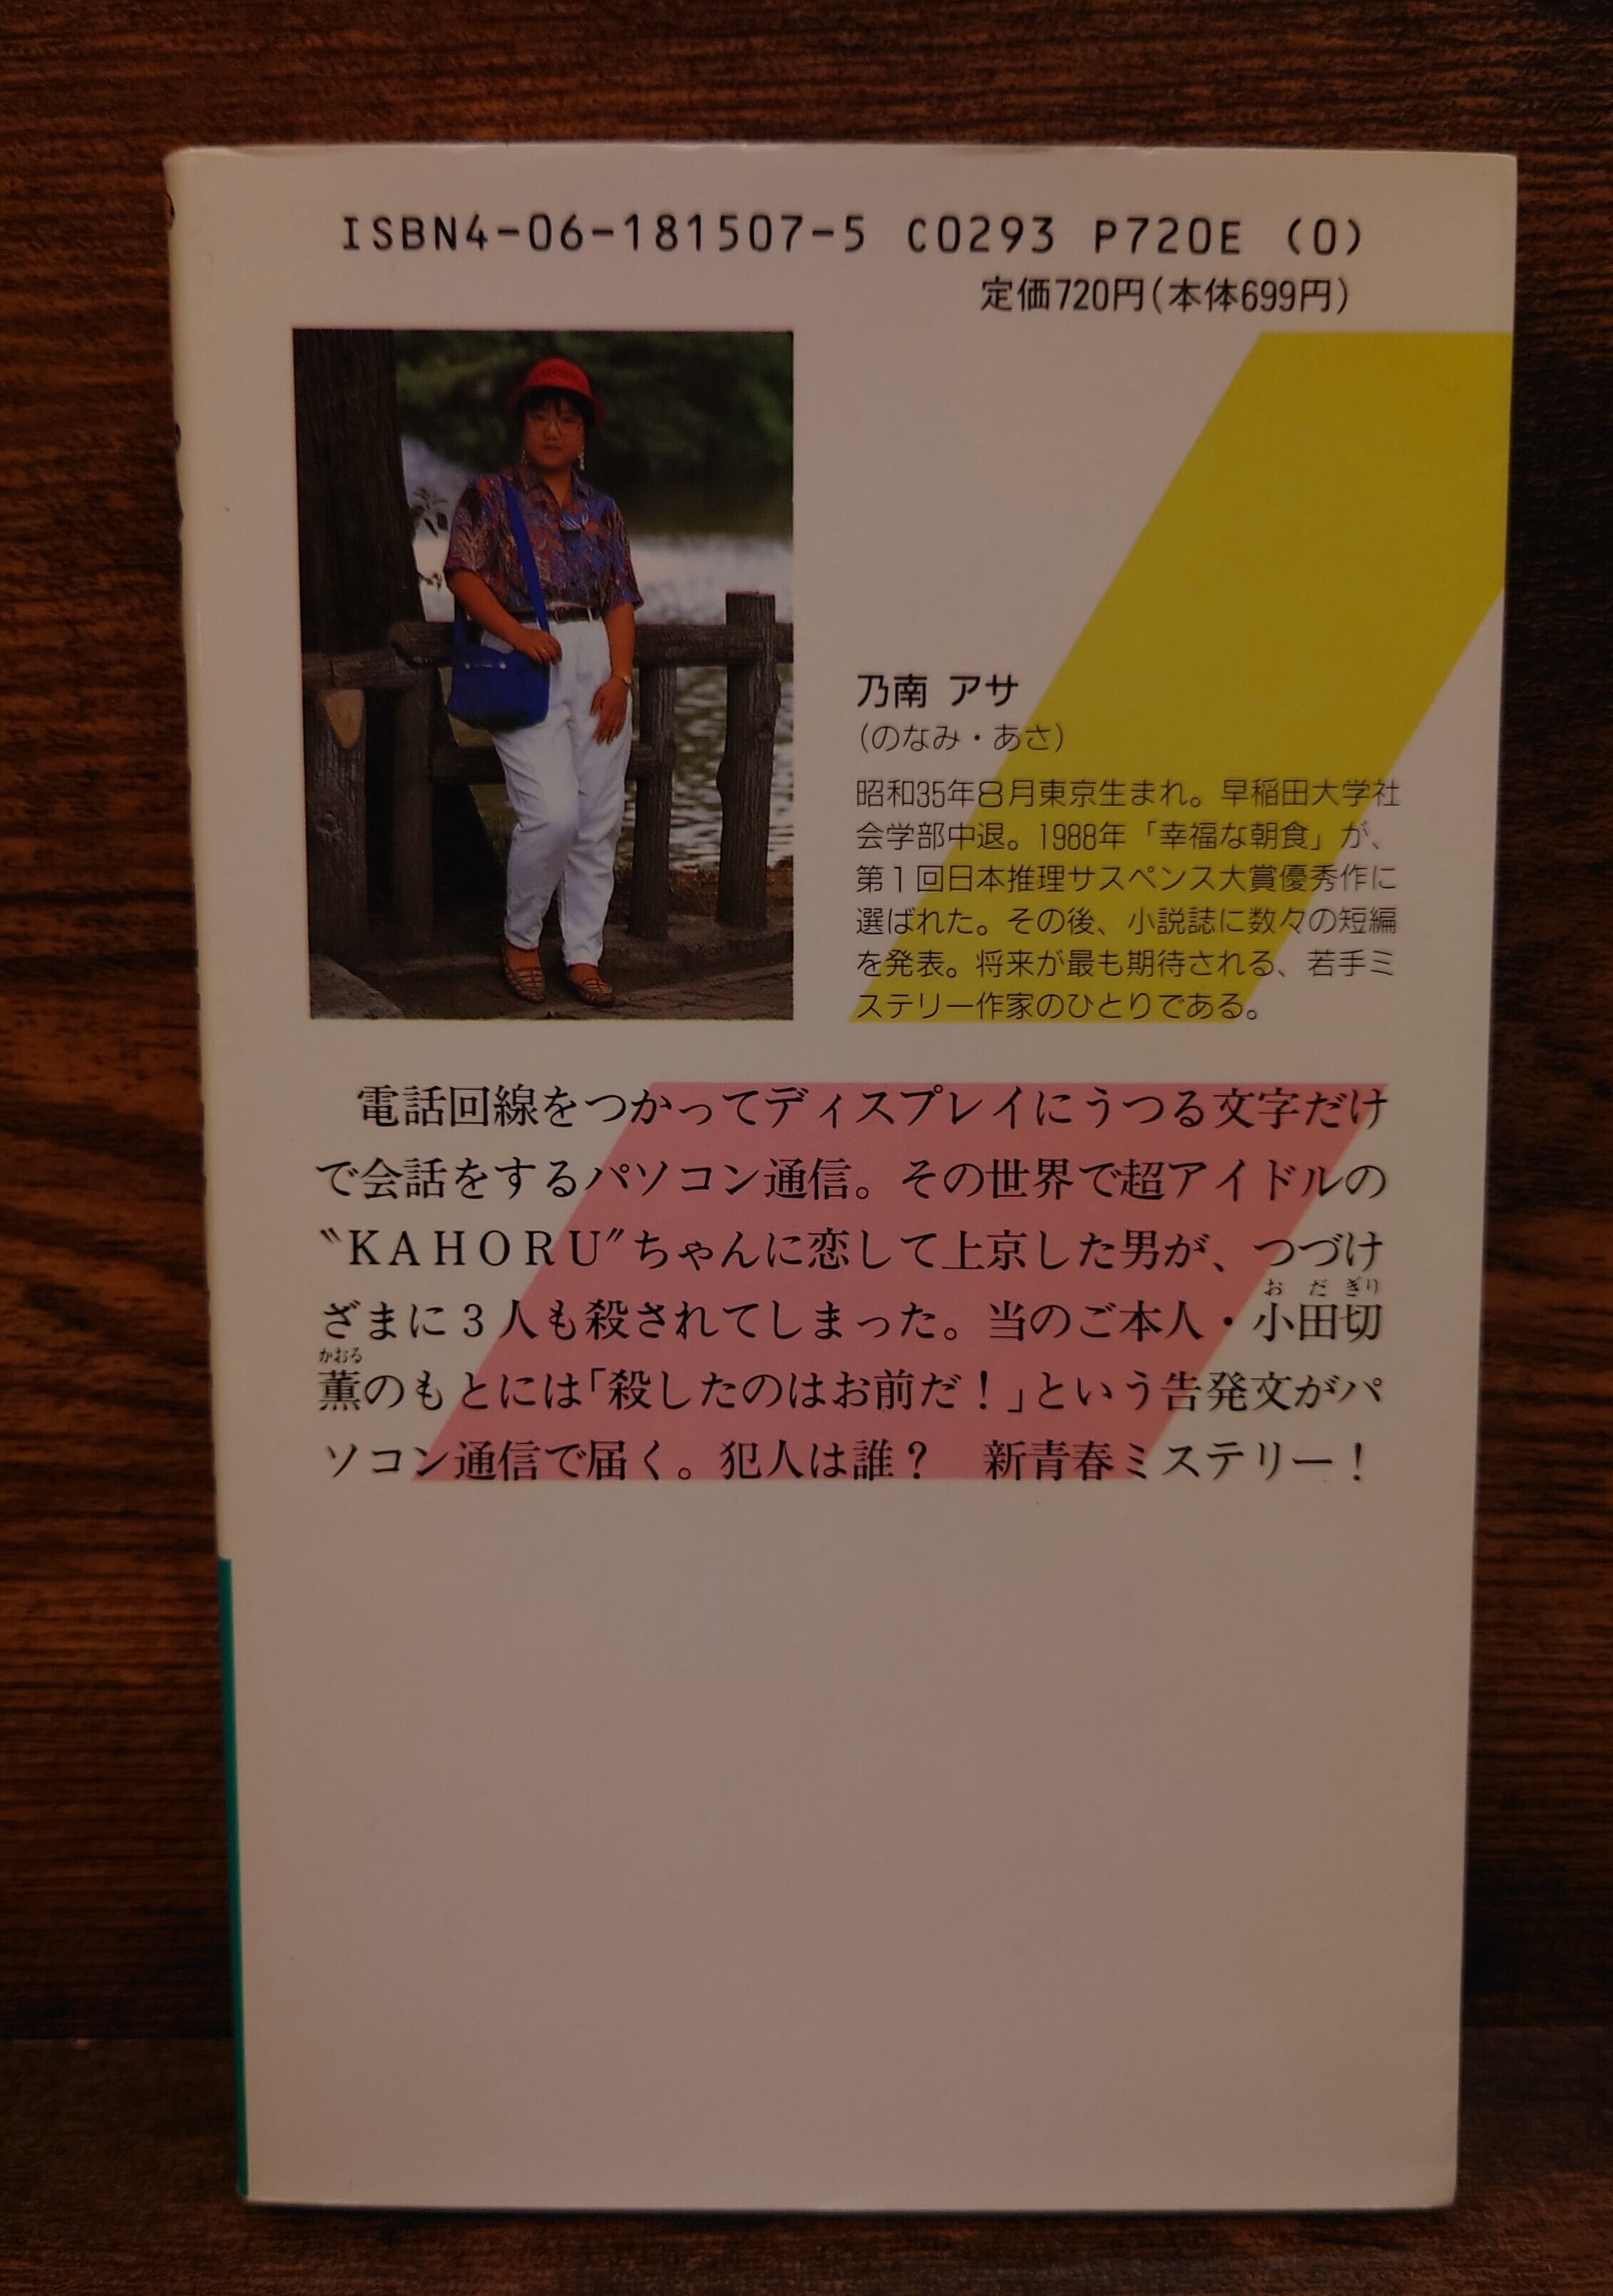 ISBN4-06-181507-5 C0293 P720E (0)
定価720円(本体699円)
乃南 アサ
(のなみ・あさ)
昭和35年8月東京生まれ。早稲田大学社
会学部中退。1988年「幸福な朝食」が、
第1回日本推理サスペンス大賞優秀作に
選ばれた。その後、小説誌に数々の短編
を発表。将来が最も期待される、若手ミ
ステリー作家のひとりである。
電話回線をつかってディスプレイにうつる文字だけ
で会話をするパソコン通信。その世界で超アイドルの
〝KAHORU〞ちゃんに恋して上京した男が、つづけ
おだぎり
ざまに3人も殺されてしまった。当のご本人・小田切
かおる
薫のもとには「殺したのはお前だ！」という告発文がパ
ソコン通信で届く。犯人は誰？　新青春ミステリー！